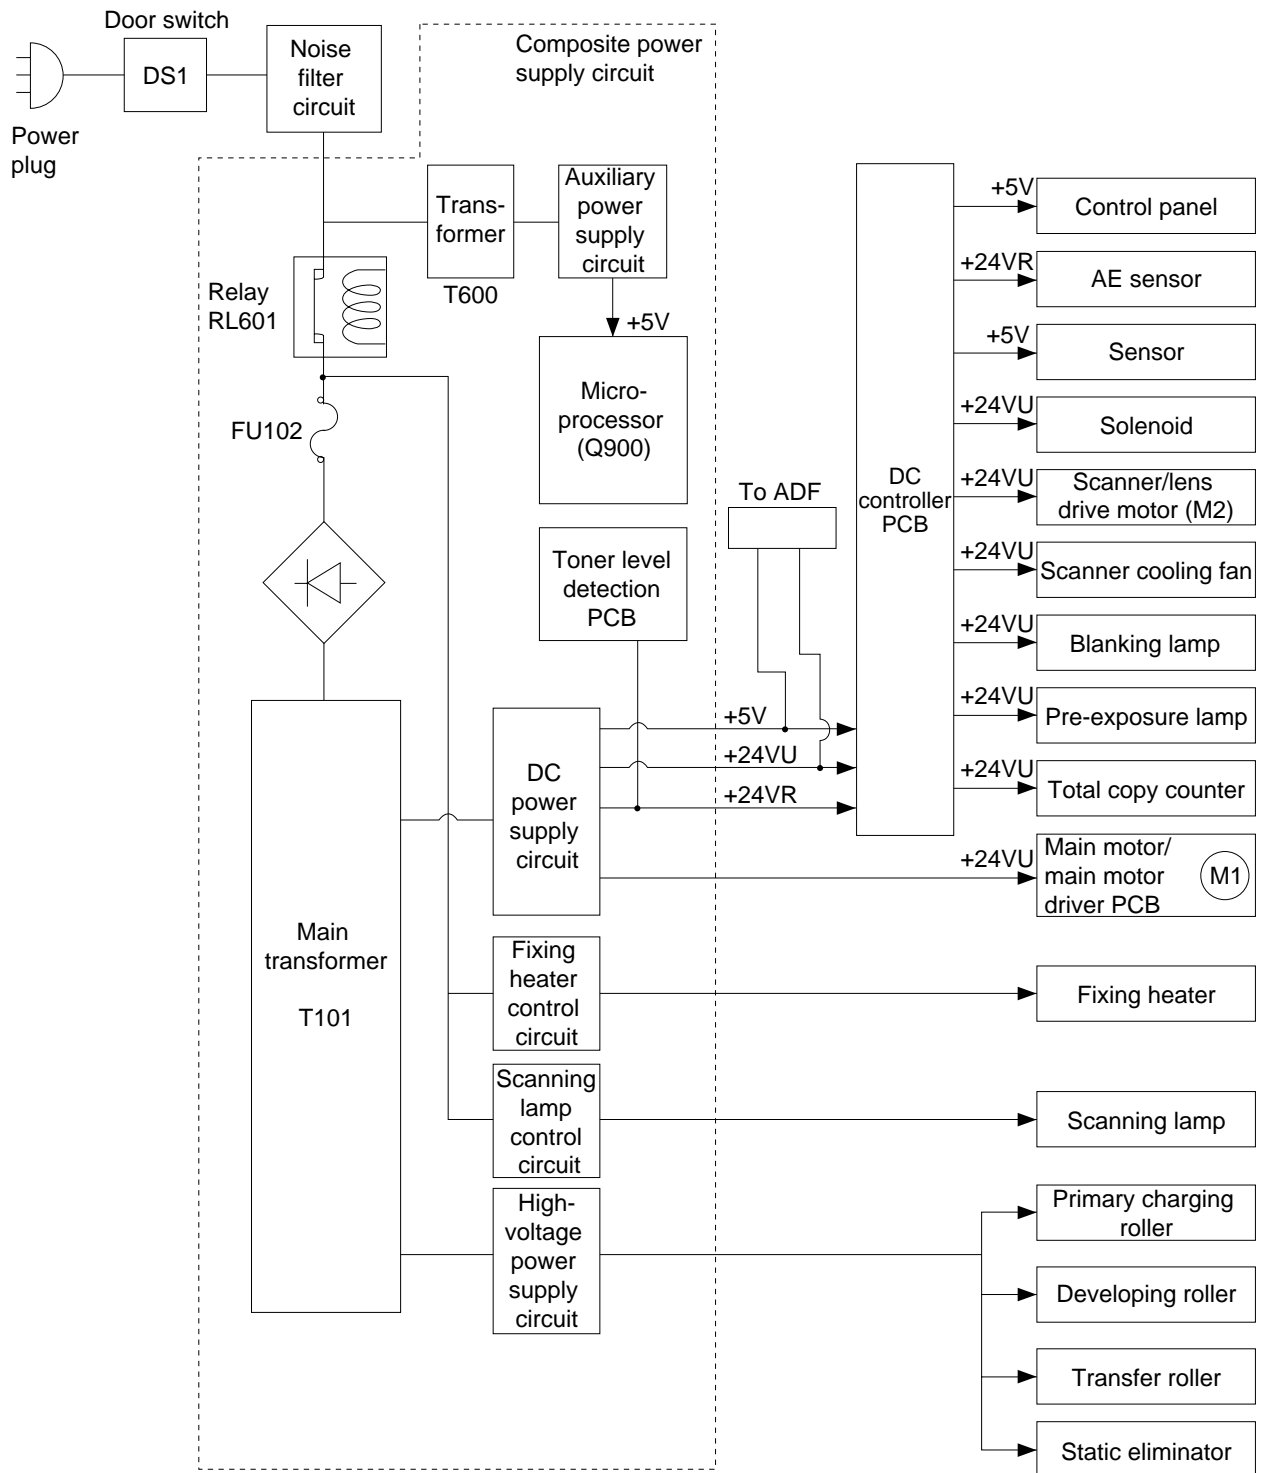 Door switch
DS1
Noise
filter
circuit
Composite power
supply circuit
Power
plug
Trans-
former
T600
Auxiliary
power
supply
circuit
+5V
Relay
RL601
Micro-
processor
(Q900)
FU102
Toner level
detection
PCB
To ADF
DC
controller
PCB
+5V
Control panel
+24VR
AE sensor
+5V
Sensor
+24VU
Solenoid
+24VU
Scanner/lens
drive motor (M2)
+24VU
Scanner cooling fan
+24VU
Blanking lamp
+24VU
Pre-exposure lamp
+24VU
Total copy counter
+5V
+24VU
+24VR
DC
power
supply
circuit
+24VU
Main motor/
main motor
driver PCB
M1
Main
transformer
T101
Fixing
heater
control
circuit
Fixing heater
Scanning
lamp
control
circuit
Scanning lamp
High-
voltage
power
supply
circuit
Primary charging
roller
Developing roller
Transfer roller
Static eliminator